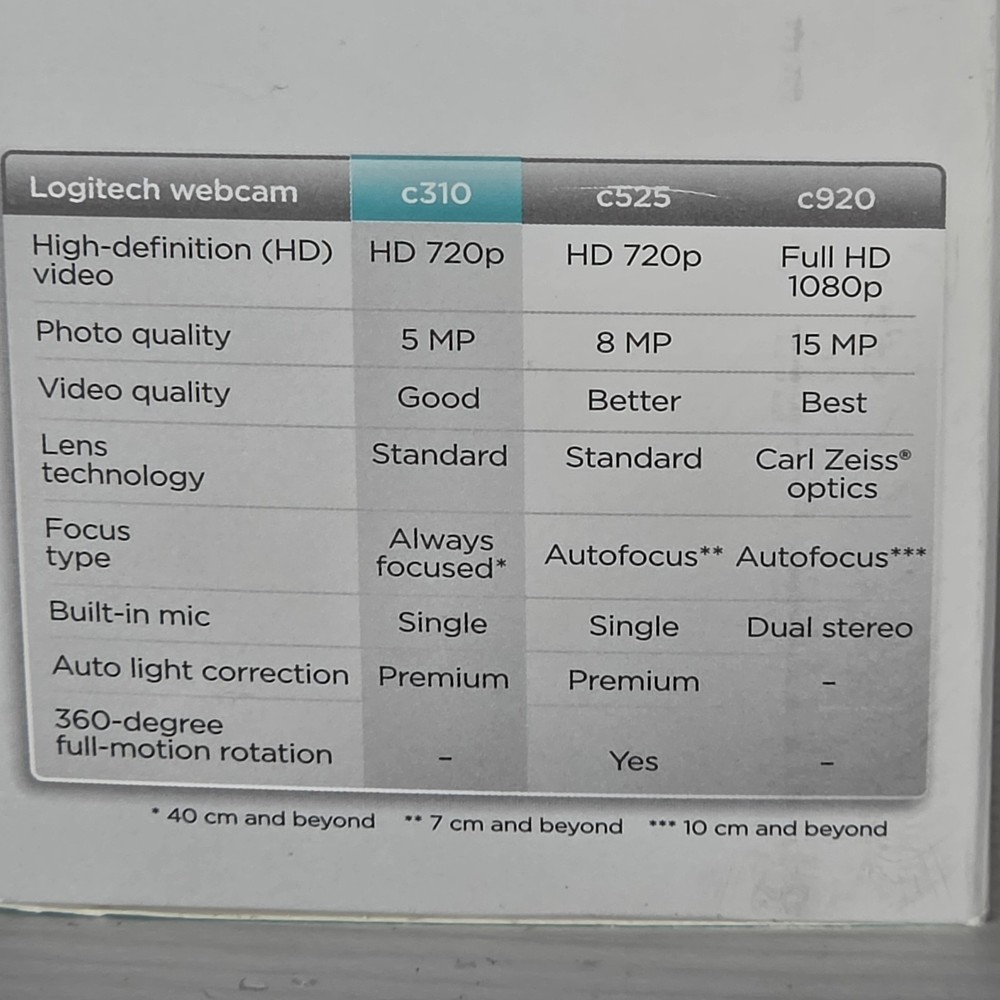 Logitech webcam c310 c525 c920
High-definition (HD) video HD 720p HD 720p Full HD 1080p
Photo quality 5 MP 8 MP 15 MP
Video quality Good Better Best
Lens technology Standard Standard Carl Zeiss® optics
Focus type Always focused* Autofocus** Autofocus***
Built-in mic Single Single Dual stereo
Auto light correction Premium Premium –
360-degree full-motion rotation – Yes –
* 40 cm and beyond ** 7 cm and beyond *** 10 cm and beyond